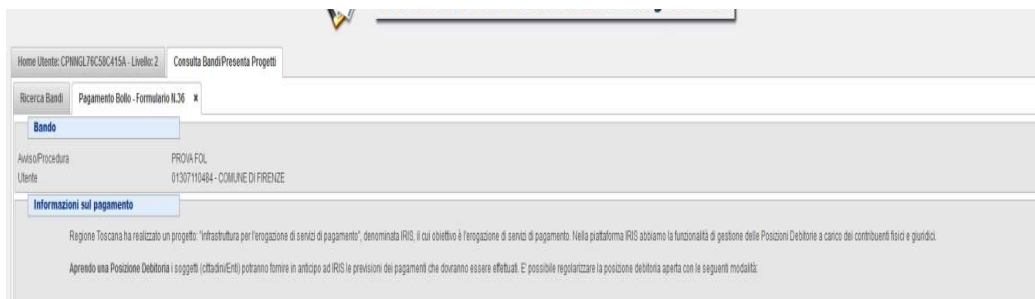 Home Utente: CPNNGL76C58C415A - Livello: 2 Consulta Bandi/Presenta Progetti
Ricerca Bandi Pagamento Bollo - Formulario N.36 x
Bando
Avviso/Procedura PROVA FOL
Utente 01307110484 - COMUNE DI FIRENZE
Informazioni sul pagamento
Regione Toscana ha realizzato un progetto: "Infrastruttura per l'erogazione di servizi di pagamento", denominata IRIS, il cui obiettivo è l'erogazione di servizi di pagamento. Nella piattaforma IRIS abbiamo la funzionalità di gestione delle Posizioni Debitorie a carico dei contribuenti fisici e giuridici.
Aprendo una Posizione Debitoria i soggetti (cittadini/Enti) potranno fornire in anticipo ad IRIS le previsioni dei pagamenti che dovranno essere effettuati. E' possibile regolarizzare la posizione debitoria aperta con le seguenti modalità: